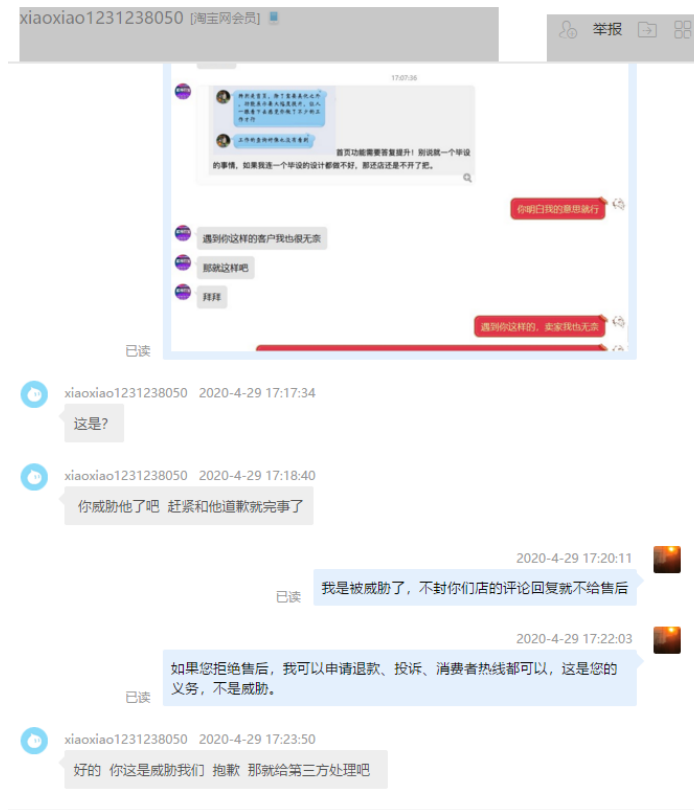 xiaoxiao1231238050 [淘宝网会员]
举报
17:07:36
首页功能需要答复提升！别说就一个毕设
的事情，如果我连一个毕设的设计都做不好，那还店还是不开了把。
你明白我的意思就行
遇到你这样的客户我也很无奈
那就这样吧
拜拜
遇到你这样的，卖家我也无奈
已读
xiaoxiao1231238050 2020-4-29 17:17:34
这是？
xiaoxiao1231238050 2020-4-29 17:18:40
你威胁他了吧 赶紧和他道歉就完事了
2020-4-29 17:20:11
我是被威胁了，不封你们店的评论回复就不给售后
已读
2020-4-29 17:22:03
如果您拒绝售后，我可以申请退款、投诉、消费者热线都可以，这是您的
义务，不是威胁。
已读
xiaoxiao1231238050 2020-4-29 17:23:50
好的 你这是威胁我们 抱歉 那就给第三方处理吧